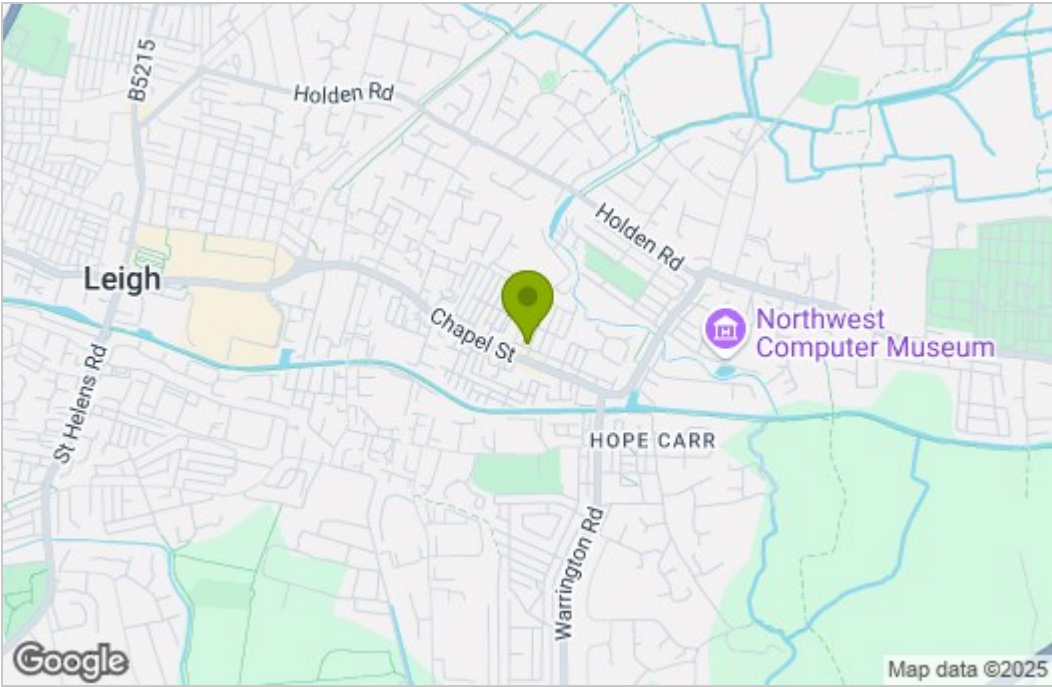 B5215
Holden Rd
Holden Rd
Leigh
Chapel St
Northwest
Computer Museum
St Helens Rd
HOPE CARR
Warrington Rd
Google
Map data ©2025